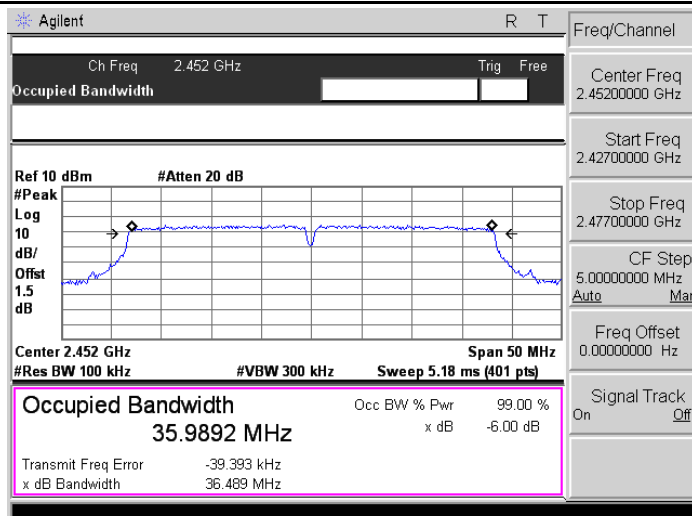 Agilent R T
Freq/Channel
Ch Freq 2.452 GHz Trig Free
Occupied Bandwidth
Center Freq
2.45200000 GHz
Start Freq
2.42700000 GHz
Stop Freq
2.47700000 GHz
CF Step
5.00000000 MHz
Auto Man
Freq Offset
0.00000000 Hz
Signal Track
On Off
Ref 10 dBm #Atten 20 dB
#Peak
Log
10
dB/
Offst
1.5
dB
Center 2.452 GHz Span 50 MHz
#Res BW 100 kHz #VBW 300 kHz Sweep 5.18 ms (401 pts)
Occupied Bandwidth Occ BW % Pwr 99.00 %
35.9892 MHz x dB -6.00 dB
Transmit Freq Error -39.393 kHz
x dB Bandwidth 36.489 MHz